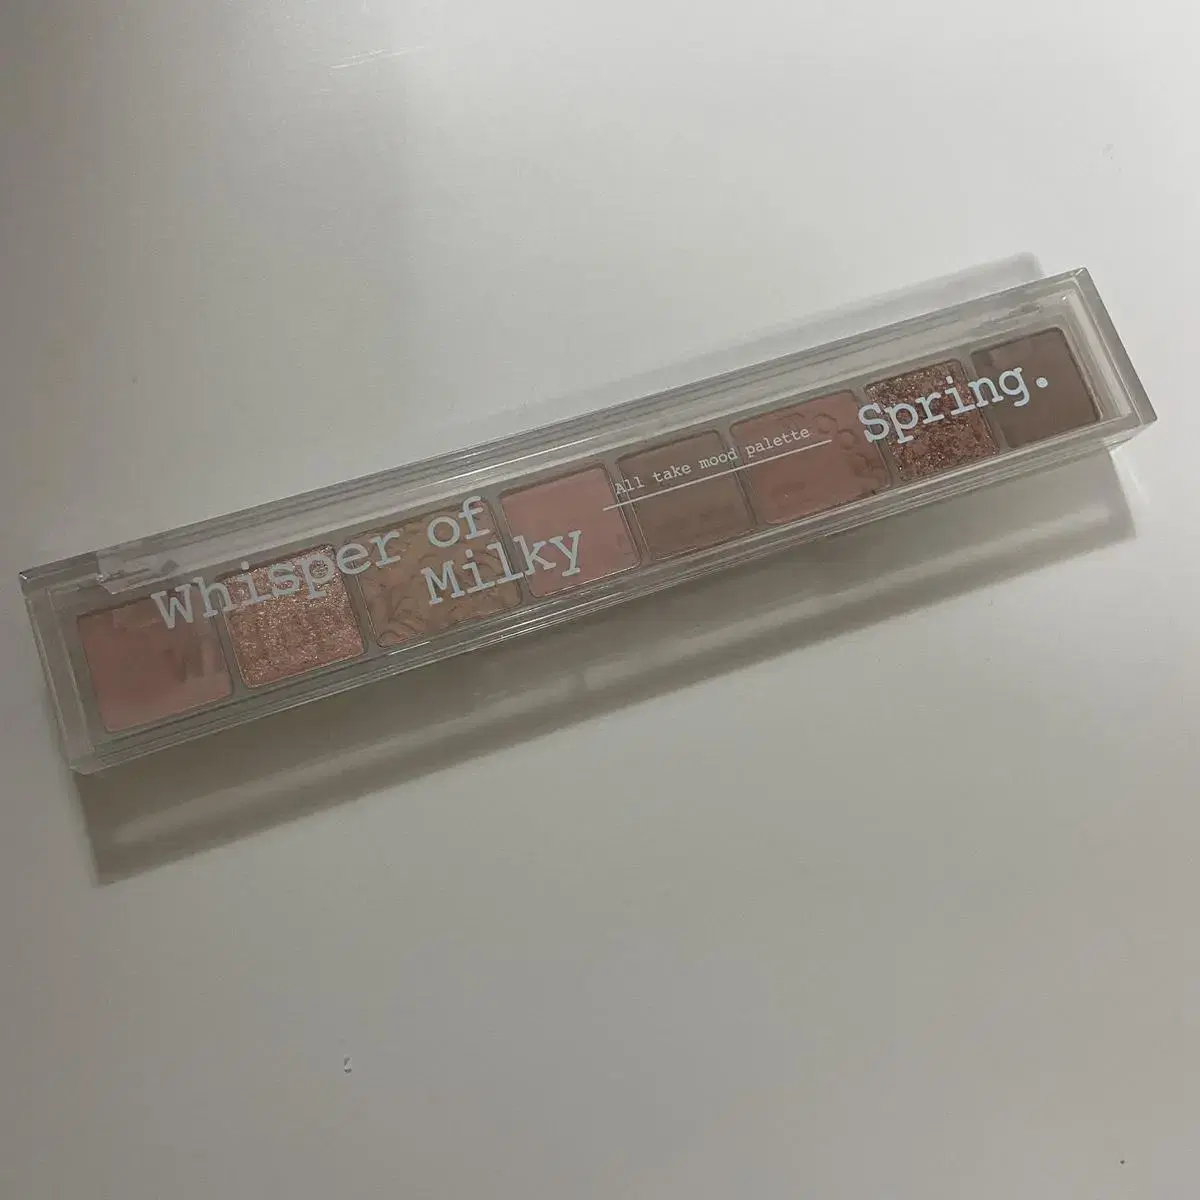 Whisper of
Milky
All take mood palette
Spring.